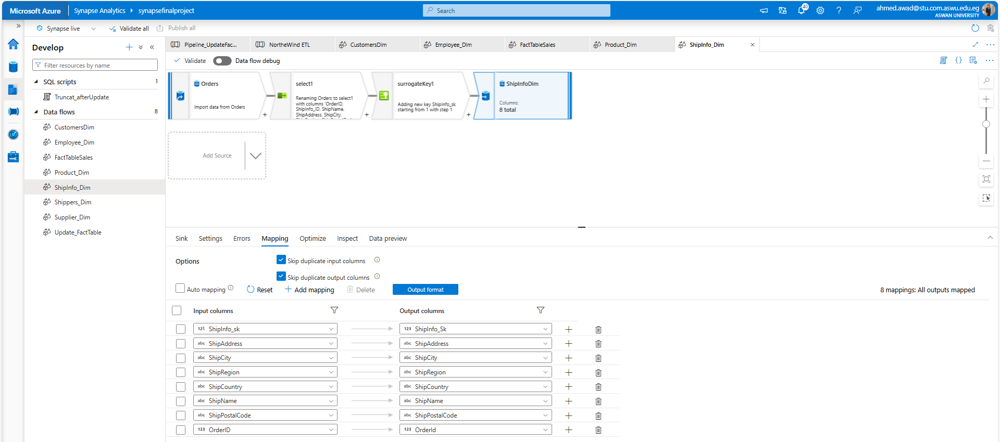 Microsoft Azure
Synapse Analytics
synapsefinalproject
Search
40
ahmed.awad@stu.com.aswu.edu.eg
ASWAN UNIVERSITY
Synapse live
Validate all
Publish all
Develop
Filter resources by name
SQL scripts 1
Truncat_afterUpdate
Data flows 8
CustomersDim
Employee_Dim
FactTableSales
Product_Dim
ShipInfo_Dim
Shippers_Dim
Supplier_Dim
Update_FactTable
Pipeline_UpdateFac...
NortheWind ETL
CustomersDim
Employee_Dim
FactTableSales
Product_Dim
ShipInfo_Dim
Validate
Data flow debug
Orders
Import data from Orders
select1
Renaming Orders to select1
with columns 'OrderID,
ShipInfo_ID, ShipName,
ShipAddress, ShipCity,
surrogateKey1
Adding new key ShipInfo_sk
starting from 1 with step 1
ShipInfoDim
Columns:
8 total
Add Source
Sink
Settings
Errors
Mapping
Optimize
Inspect
Data preview
Options
Skip duplicate input columns
Skip duplicate output columns
Auto mapping
Reset
Add mapping
Delete
Output format
8 mappings: All outputs mapped
Input columns
Output columns
12l ShipInfo_sk 123 ShipInfo_Sk
abc ShipAddress abc ShipAddress
abc ShipCity abc ShipCity
abc ShipRegion abc ShipRegion
abc ShipCountry abc ShipCountry
abc ShipName abc ShipName
abc ShipPostalCode abc ShipPostalCode
123 OrderID 123 OrderId